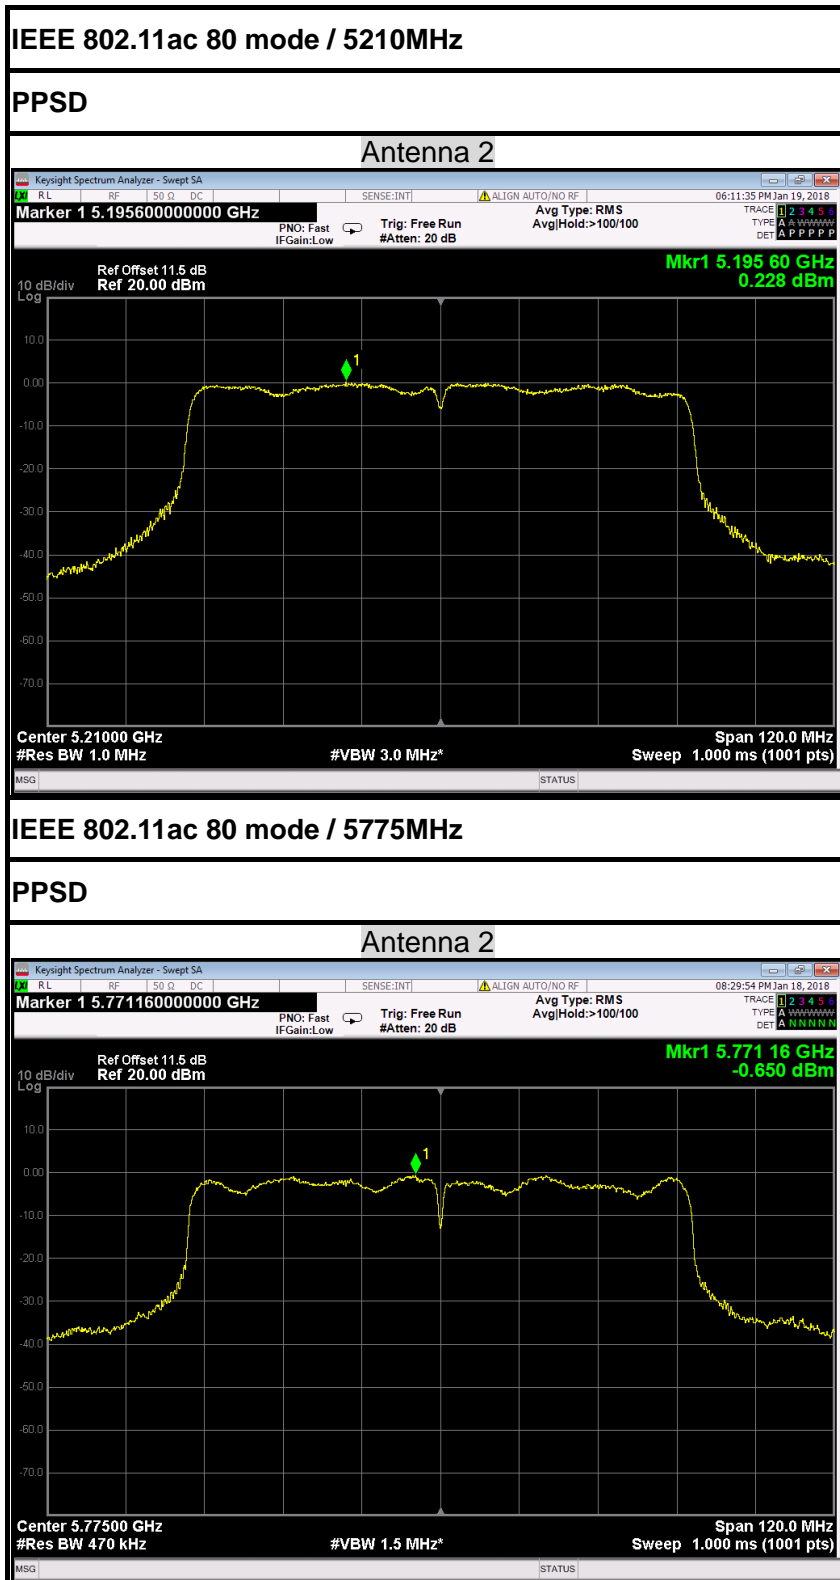 IEEE 802.11ac 80 mode / 5210MHz
PPSD
Antenna 2
Keysight Spectrum Analyzer - Swept SA
LXI RL RF 50 Ω DC SENSE:INT ALIGN AUTO/NO RF 06:11:35 PM Jan 19, 2018
Marker 1 5.195600000000 GHz
PNO: Fast
IFGain:Low
Trig: Free Run
#Atten: 20 dB
Avg Type: RMS
Avg|Hold:>100/100
TRACE 1 2 3 4 5 6
TYPE A A WWWW
DET A P P P P P
Mkr1 5.195 60 GHz
0.228 dBm
Ref Offset 11.5 dB
10 dB/div Ref 20.00 dBm
Log
10.0
0.00
-10.0
-20.0
-30.0
-40.0
-50.0
-60.0
-70.0
1
Center 5.21000 GHz Span 120.0 MHz
#Res BW 1.0 MHz #VBW 3.0 MHz* Sweep 1.000 ms (1001 pts)
MSG STATUS
IEEE 802.11ac 80 mode / 5775MHz
PPSD
Antenna 2
Keysight Spectrum Analyzer - Swept SA
LXI RL RF 50 Ω DC SENSE:INT ALIGN AUTO/NO RF 08:29:54 PM Jan 18, 2018
Marker 1 5.771160000000 GHz
PNO: Fast
IFGain:Low
Trig: Free Run
#Atten: 20 dB
Avg Type: RMS
Avg|Hold:>100/100
TRACE 1 2 3 4 5 6
TYPE A WWWWW
DET A N N N N N
Mkr1 5.771 16 GHz
-0.650 dBm
Ref Offset 11.5 dB
10 dB/div Ref 20.00 dBm
Log
10.0
0.00
-10.0
-20.0
-30.0
-40.0
-50.0
-60.0
-70.0
1
Center 5.77500 GHz Span 120.0 MHz
#Res BW 470 kHz #VBW 1.5 MHz* Sweep 1.000 ms (1001 pts)
MSG STATUS